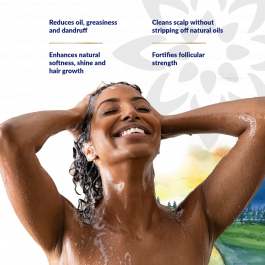 Reduces oil, greasiness
and dandruff
Cleans scalp without
stripping off natural oils
Enhances natural
softness, shine and
hair growth
Fortifies follicular
strength